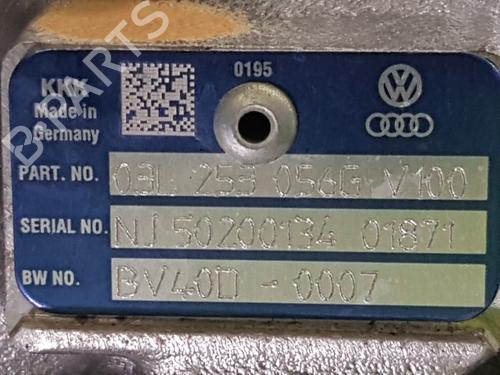 KKK
Made in
Germany
0195
PART. NO. 03L 253 056G V100
SERIAL NO. NJ 50200134 01871
BW NO. BV40D - 0007
B PARTS